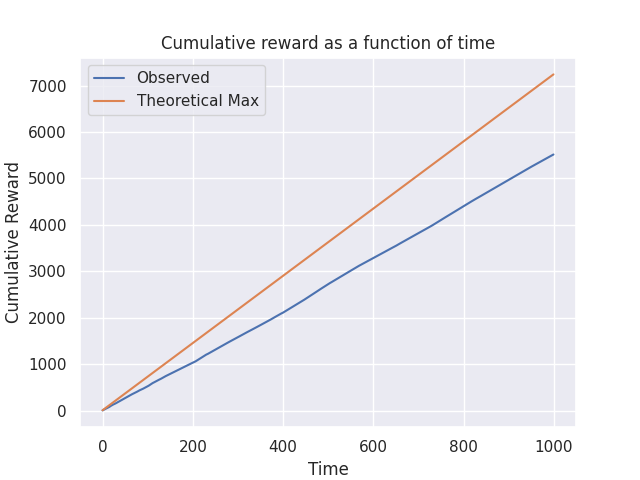 Cumulative reward as a function of time
Observed
Theoretical Max
7000
6000
5000
4000
3000
2000
1000
0
Cumulative Reward
0 200 400 600 800 1000
Time